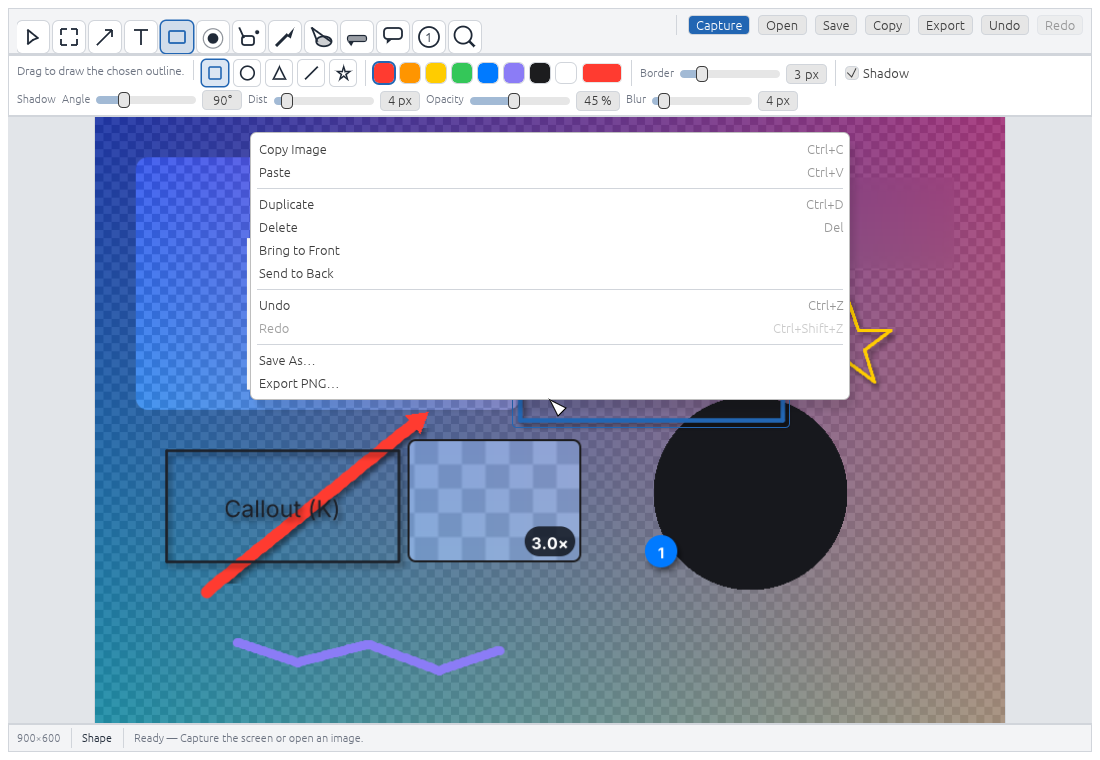 1
Capture
Open
Save
Copy
Export
Undo
Redo
Drag to draw the chosen outline.
Border
3 px
Shadow
Shadow Angle 90° Dist 4 px Opacity 45 % Blur 4 px
Copy Image Ctrl+C
Paste Ctrl+V
Duplicate Ctrl+D
Delete Del
Bring to Front
Send to Back
Undo Ctrl+Z
Redo Ctrl+Shift+Z
Save As…
Export PNG…
Callout (K)
3.0×
1
900×600 Shape Ready — Capture the screen or open an image.